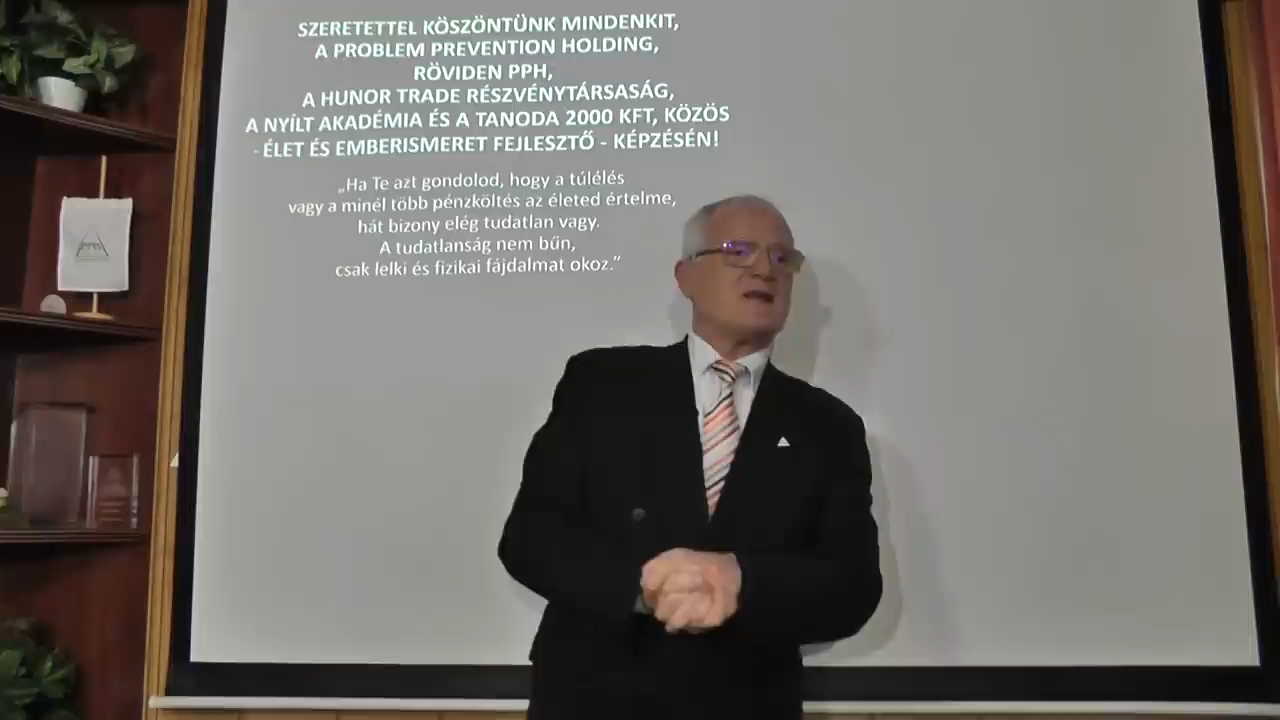 SZERETETTEL KÖSZÖNTÜNK MINDENKIT,
A PROBLEM PREVENTION HOLDING,
RÖVIDEN PPH,
A HUNOR TRADE RÉSZVÉNYTÁRSASÁG,
A NYÍLT AKADÉMIA ÉS A TANODA 2000 KFT, KÖZÖS
- ÉLET ÉS EMBERISMERET FEJLESZTŐ - KÉPZÉSÉN!
„Ha Te azt gondolod, hogy a túlélés
vagy a minél több pénzköltés az életed értelme,
hát bizony elég tudatlan vagy.
A tudatlanság nem bűn,
csak lelki és fizikai fájdalmat okoz.”